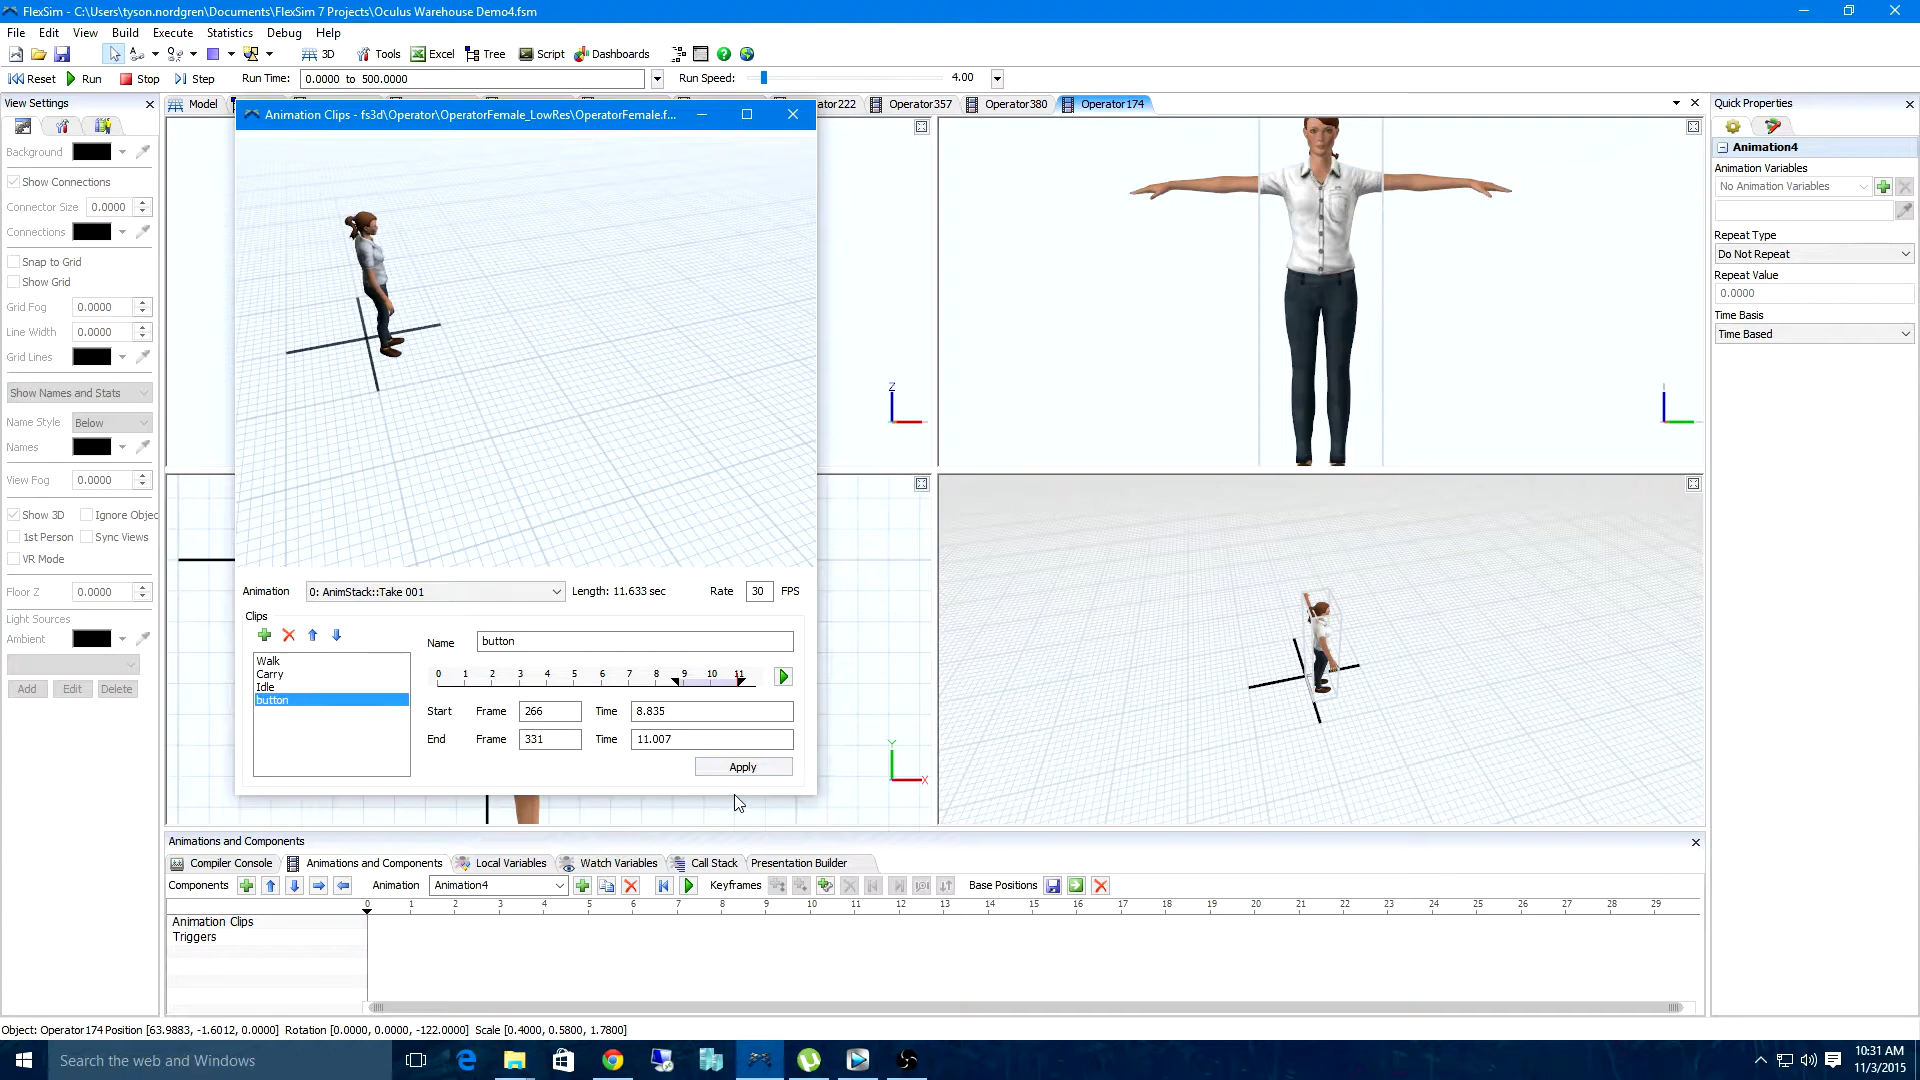 FlexSim - C:\Users\tyson.nordgren\Documents\FlexSim 7 Projects\Oculus Warehouse Demo4.fsm
File Edit View Build Execute Statistics Debug Help
3D Tools Excel Tree Script Dashboards
Reset Run Stop Step Run Time: 0.0000 to 500.0000 Run Speed: 4.00
View Settings
Model
Operator357 Operator380 Operator174
Quick Properties
Animation Clips - fs3d\Operator\OperatorFemale_LowRes\OperatorFemale.f...
Background
Show Connections
Connector Size 0.0000
Connections
Snap to Grid
Show Grid
Grid Fog 0.0000
Line Width 0.0000
Grid Lines
Show Names and Stats
Name Style Below
Names
View Fog 0.0000
Show 3D Ignore Objec
1st Person Sync Views
VR Mode
Floor Z 0.0000
Light Sources
Ambient
Add Edit Delete
Animation 0: AnimStack::Take 001 Length: 11.633 sec Rate 30 FPS
Clips
Walk
Carry
Idle
button
Name button
0 1 2 3 4 5 6 7 8 9 10 11
Start Frame 266 Time 8.835
End Frame 331 Time 11.007
Apply
Z
Y
X
Animation4
Animation Variables
No Animation Variables
Repeat Type
Do Not Repeat
Repeat Value
0.0000
Time Basis
Time Based
Animations and Components
Compiler Console Animations and Components Local Variables Watch Variables Call Stack Presentation Builder
Components Animation Animation4 Keyframes Base Positions
0 1 2 3 4 5 6 7 8 9 10 11 12 13 14 15 16 17 18 19 20 21 22 23 24 25 26 27 28 29
Animation Clips
Triggers
Object: Operator174 Position [63.9883, -1.6012, 0.0000] Rotation [0.0000, 0.0000, -122.0000] Scale [0.4000, 0.5800, 1.7800]
Search the web and Windows
10:31 AM
11/3/2015